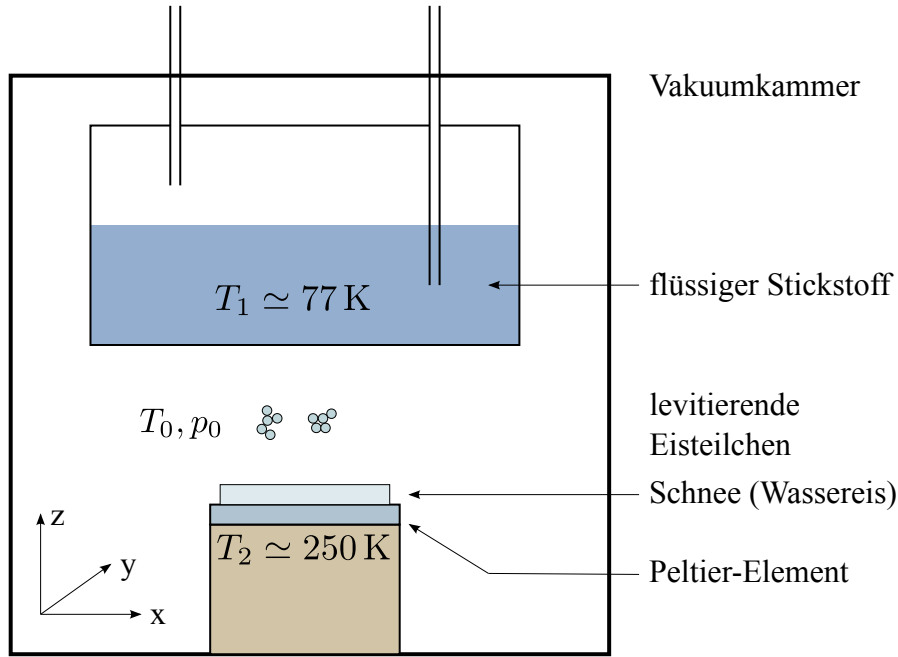 Vakuumkammer
T₁ ≃ 77 K
flüssiger Stickstoff
T₀, p₀
levitierende
Eisteilchen
Schnee (Wassereis)
T₂ ≃ 250 K
Peltier-Element
z
y
x